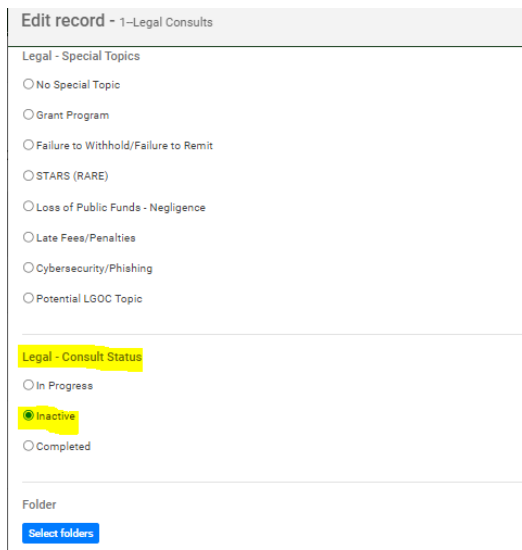 Edit record - 1--Legal Consults
Legal - Special Topics
No Special Topic
Grant Program
Failure to Withhold/Failure to Remit
STARS (RARE)
Loss of Public Funds - Negligence
Late Fees/Penalties
Cybersecurity/Phishing
Potential LGOC Topic
Legal - Consult Status
In Progress
Inactive
Completed
Folder
Select folders